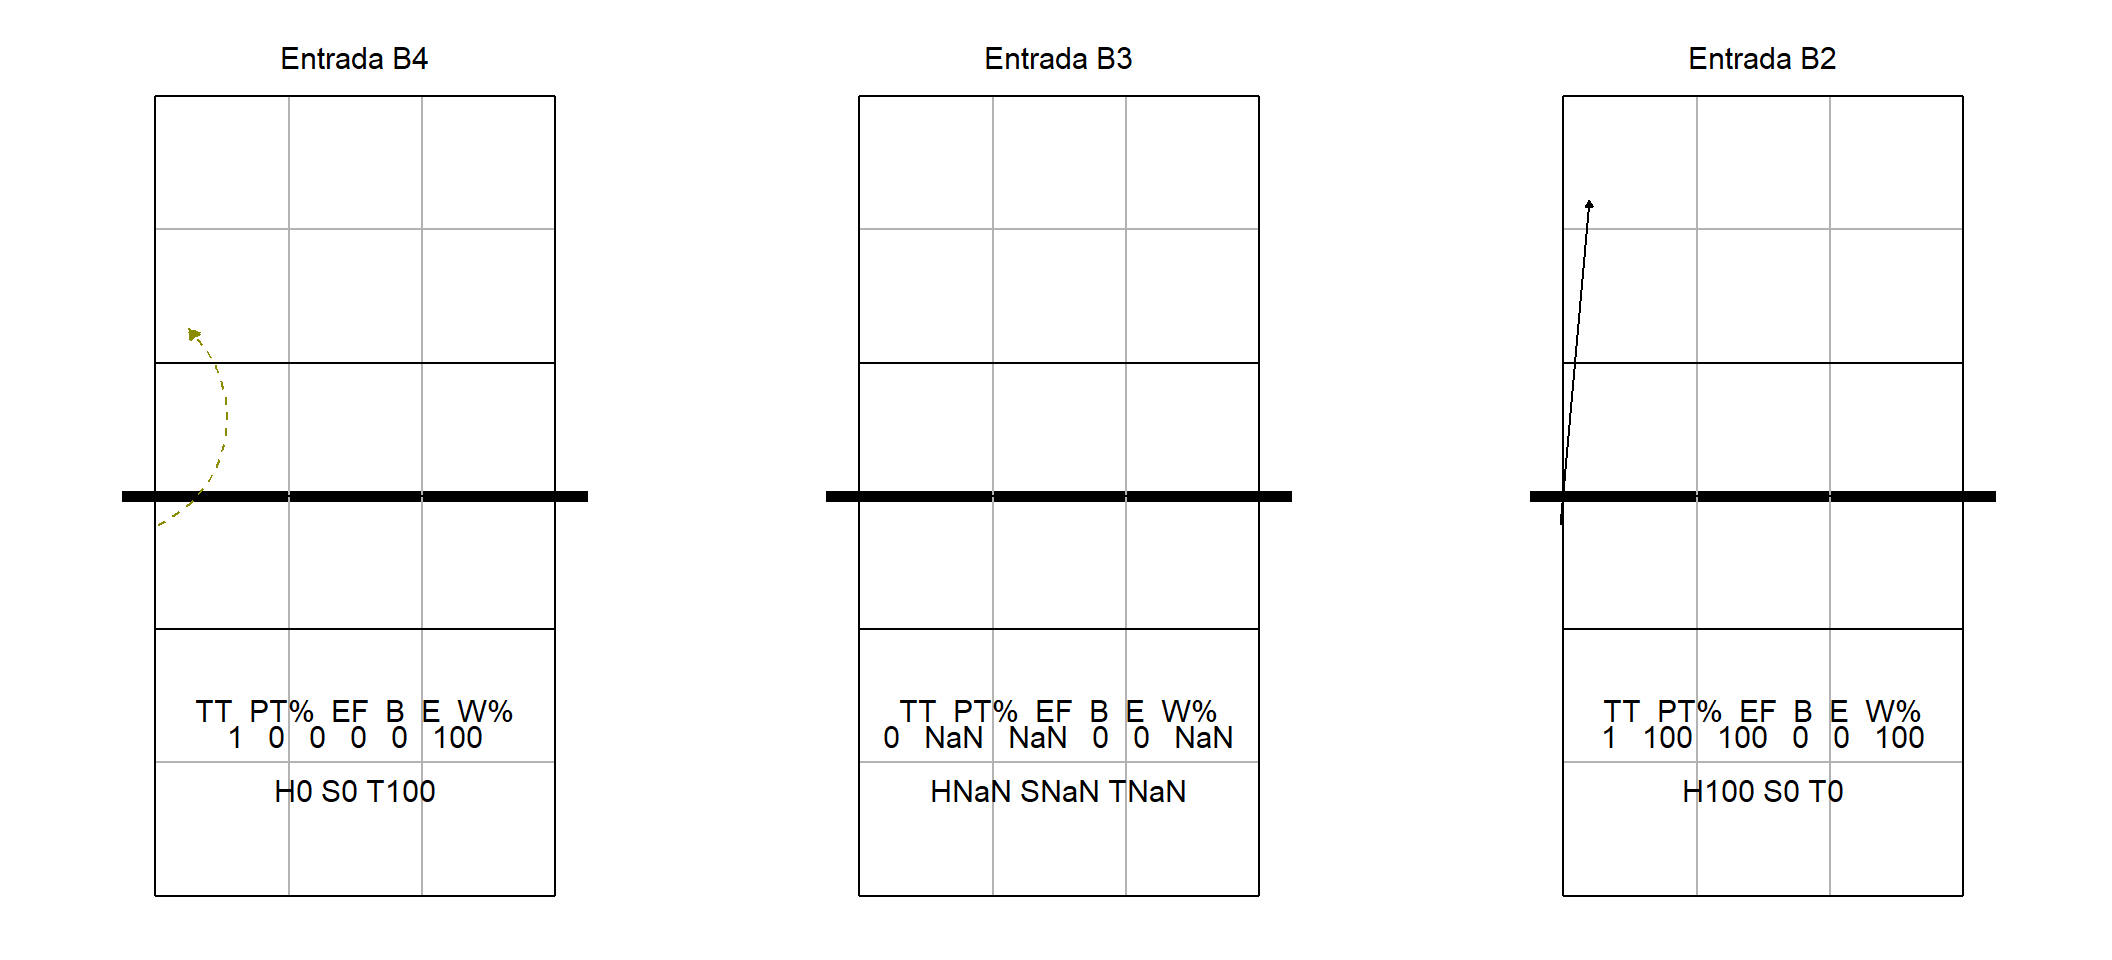 Entrada B4
TT PT% EF B E W%
1 0 0 0 0 100
H0 S0 T100
Entrada B3
TT PT% EF B E W%
0 NaN NaN 0 0 NaN
HNaN SNaN TNaN
Entrada B2
TT PT% EF B E W%
1 100 100 0 0 100
H100 S0 T0